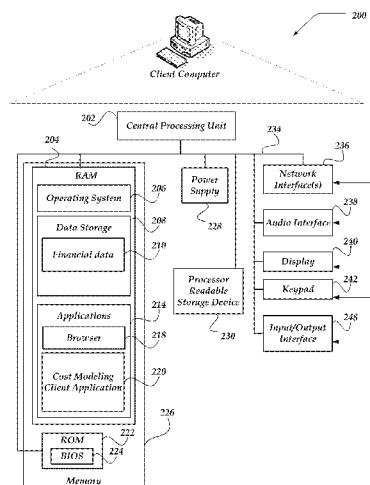 200
Client Computer
202
Central Processing Unit
234
204
RAM
206
Operating System
208
Data Storage
210
Financial data
214
Applications
218
Browser
220
Cost Modeling
Client Application
222
ROM
224
BIOS
226
Memory
Power
Supply
228
Processor
Readable
Storage Device
230
236
Network
Interface(s)
238
Audio Interface
240
Display
242
Keypad
248
Input/Output
Interface